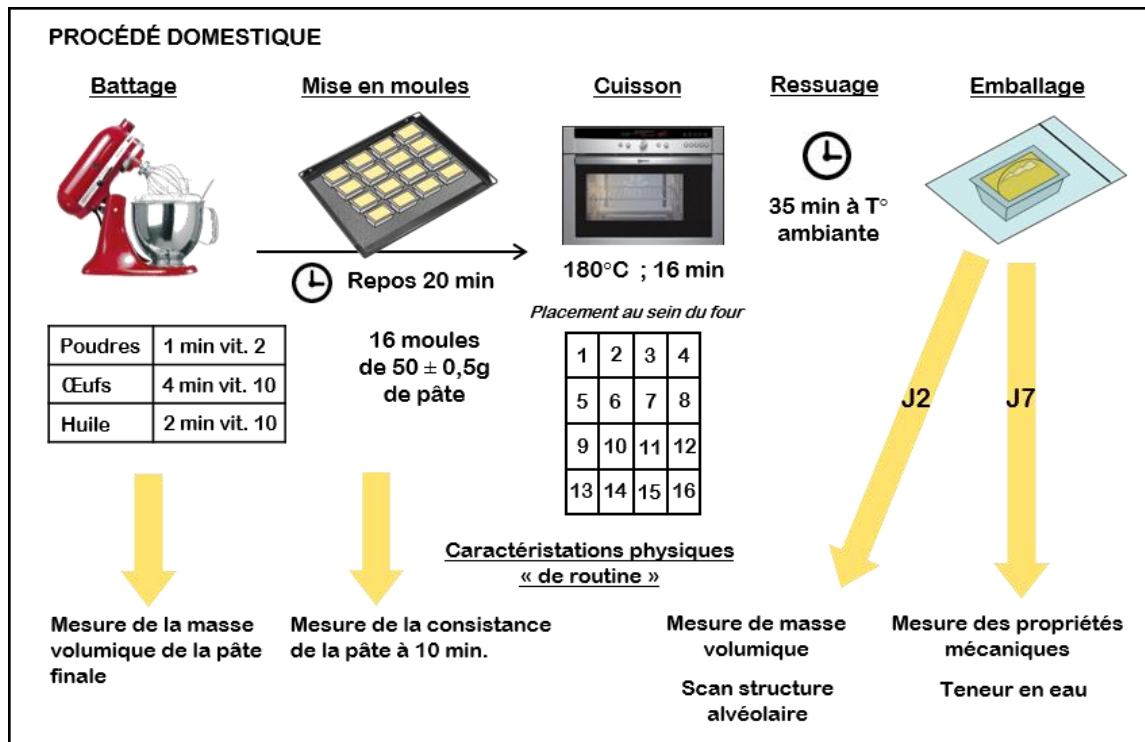 PROCÉDÉ DOMESTIQUE
Battage
Mise en moules
Cuisson
Ressuage
Emballage
Repos 20 min
180°C ; 16 min
35 min à T°
ambiante
Poudres 1 min vit. 2
Œufs 4 min vit. 10
Huile 2 min vit. 10
16 moules
de 50 ± 0,5g
de pâte
Placement au sein du four
1 2 3 4
5 6 7 8
9 10 11 12
13 14 15 16
J2
J7
Caractéristations physiques
« de routine »
Mesure de la masse
volumique de la pâte
finale
Mesure de la consistance
de la pâte à 10 min.
Mesure de masse
volumique
Scan structure
alvéolaire
Mesure des propriétés
mécaniques
Teneur en eau